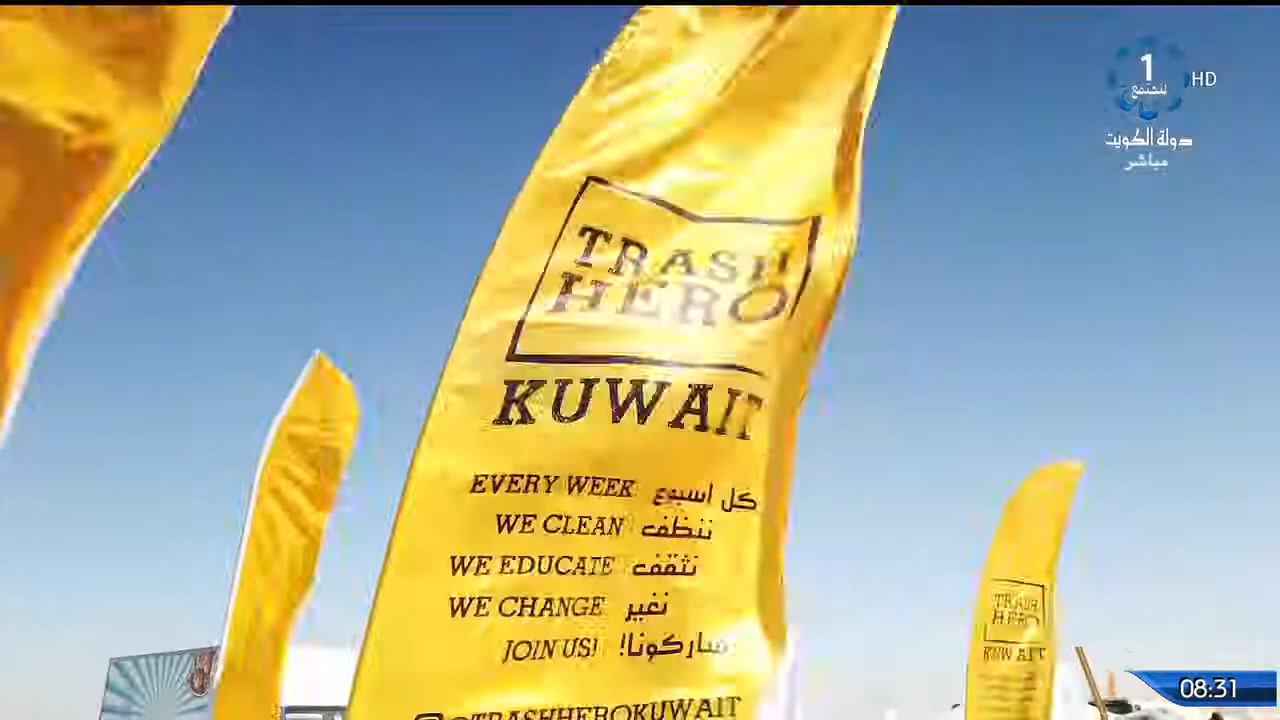 1
HD
دولة الكويت
مباشر
TRASH
HERO
KUWAIT
EVERY WEEK كل اسبوع
WE CLEAN ننظف
WE EDUCATE نثقف
WE CHANGE نغير
JOIN US! شاركونا!
@TRASHHEROKUWAIT
TRASH
HERO
KUWAIT
08:31